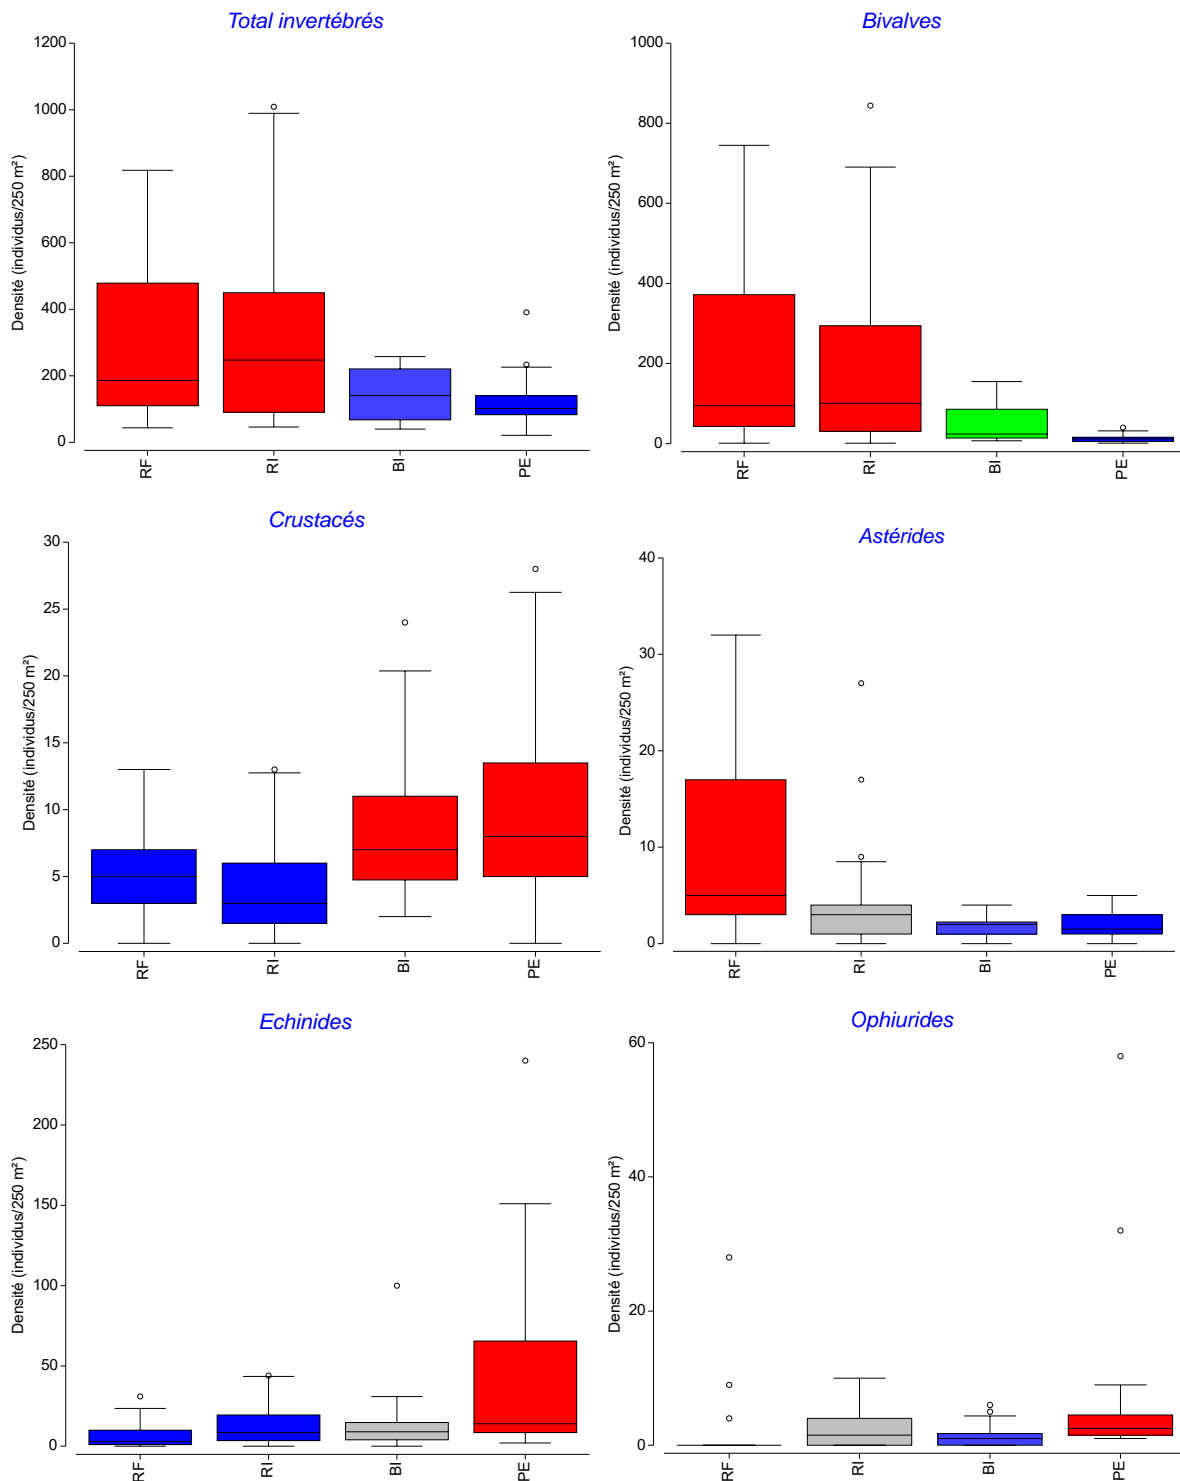 Total invertébrés
Densité (individus/250 m²)
1200
1000
800
600
400
200
0
RF
RI
BI
PE
Bivalves
Densité (individus/250 m²)
1000
800
600
400
200
0
RF
RI
BI
PE
Crustacés
Densité (individus/250 m²)
30
25
20
15
10
5
0
RF
RI
BI
PE
Astérides
Densité (individus/250 m²)
40
30
20
10
0
RF
RI
BI
PE
Echinides
Densité (individus/250 m²)
250
200
150
100
50
0
RF
RI
BI
PE
Ophiurides
Densité (individus/250 m²)
60
40
20
0
RF
RI
BI
PE